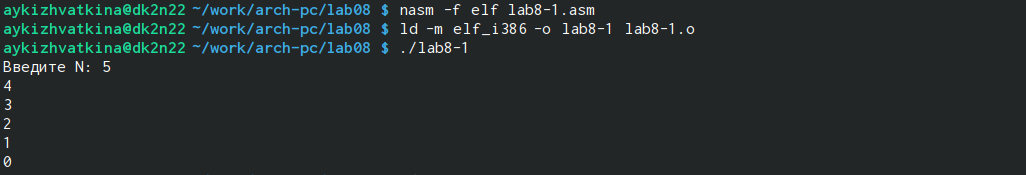 aykizhvatkina@dk2n22 ~/work/arch-pc/lab08 $ nasm -f elf lab8-1.asm
aykizhvatkina@dk2n22 ~/work/arch-pc/lab08 $ ld -m elf_i386 -o lab8-1 lab8-1.o
aykizhvatkina@dk2n22 ~/work/arch-pc/lab08 $ ./lab8-1
Введите N: 5
4
3
2
1
0